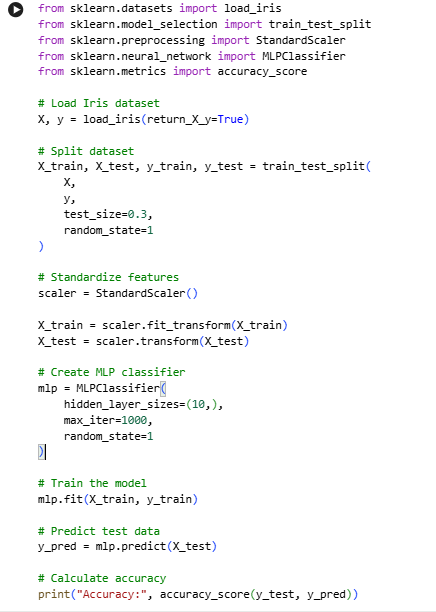 from sklearn.datasets import load_iris
from sklearn.model_selection import train_test_split
from sklearn.preprocessing import StandardScaler
from sklearn.neural_network import MLPClassifier
from sklearn.metrics import accuracy_score

# Load Iris dataset
X, y = load_iris(return_X_y=True)

# Split dataset
X_train, X_test, y_train, y_test = train_test_split(
    X,
    y,
    test_size=0.3,
    random_state=1
)

# Standardize features
scaler = StandardScaler()

X_train = scaler.fit_transform(X_train)
X_test = scaler.transform(X_test)

# Create MLP classifier
mlp = MLPClassifier(
    hidden_layer_sizes=(10,),
    max_iter=1000,
    random_state=1
)

# Train the model
mlp.fit(X_train, y_train)

# Predict test data
y_pred = mlp.predict(X_test)

# Calculate accuracy
print("Accuracy:", accuracy_score(y_test, y_pred))